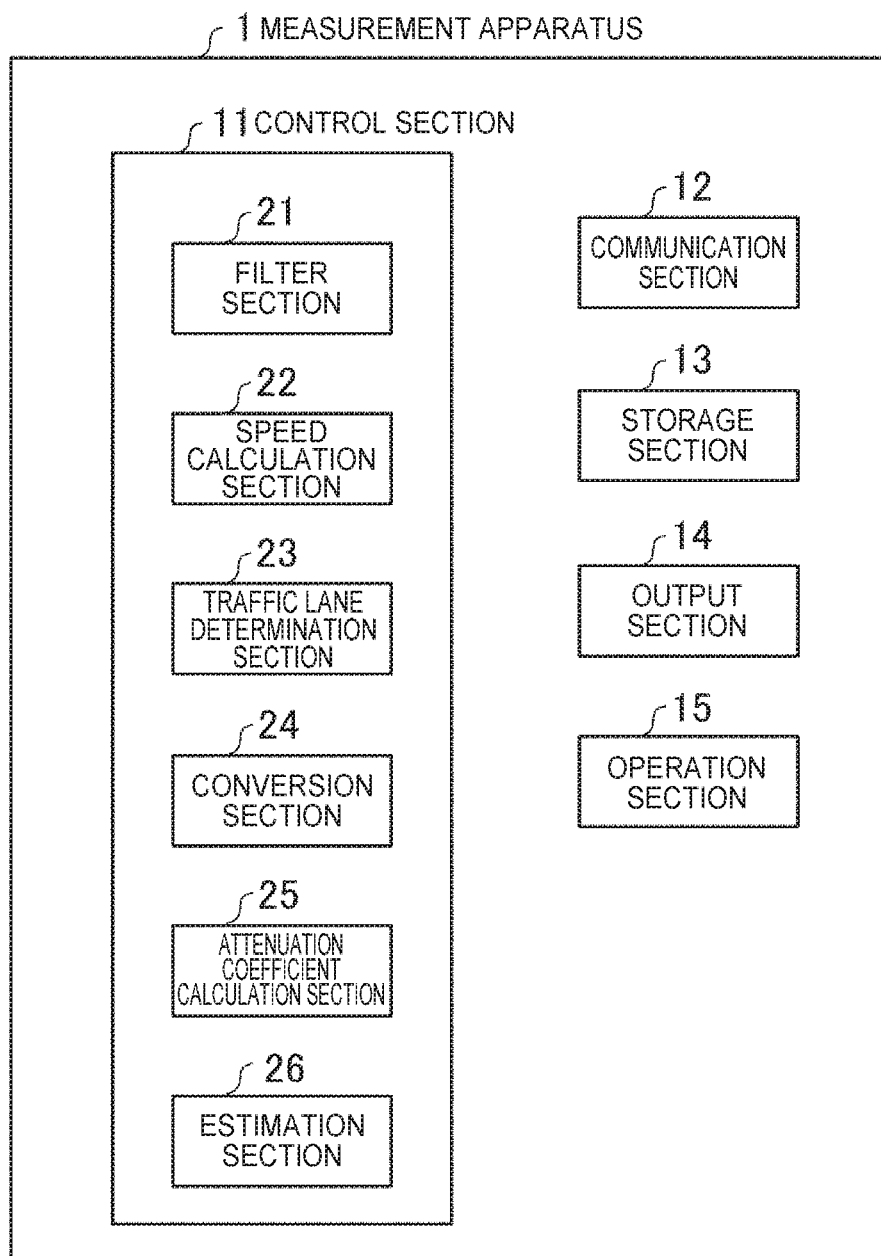 1 MEASUREMENT APPARATUS
11 CONTROL SECTION
21
FILTER
SECTION
22
SPEED
CALCULATION
SECTION
23
TRAFFIC LANE
DETERMINATION
SECTION
24
CONVERSION
SECTION
25
ATTENUATION
COEFFICIENT
CALCULATION SECTION
26
ESTIMATION
SECTION
12
COMMUNICATION
SECTION
13
STORAGE
SECTION
14
OUTPUT
SECTION
15
OPERATION
SECTION